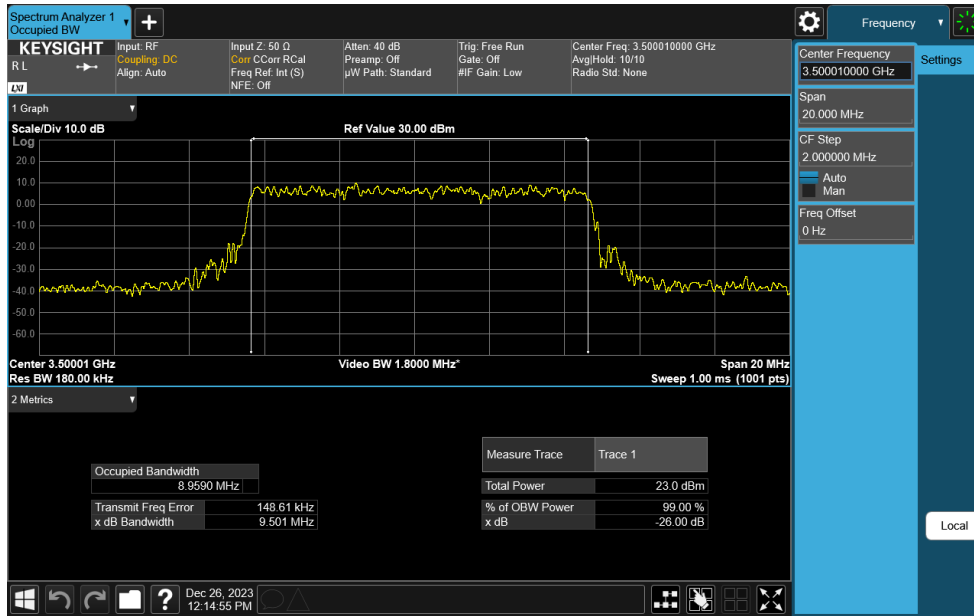 Spectrum Analyzer 1
Occupied BW
Frequency
KEYSIGHT
R L
LXI
Input: RF
Coupling: DC
Align: Auto
Input Z: 50 Ω
Corr CCorr RCal
Freq Ref: Int (S)
NFE: Off
Atten: 40 dB
Preamp: Off
µW Path: Standard
Trig: Free Run
Gate: Off
#IF Gain: Low
Center Freq: 3.500010000 GHz
Avg|Hold: 10/10
Radio Std: None
Center Frequency
3.500010000 GHz
Settings
Span
20.000 MHz
CF Step
2.000000 MHz
Auto
Man
Freq Offset
0 Hz
Local
1 Graph
Scale/Div 10.0 dB
Ref Value 30.00 dBm
Log
20.0
10.0
0.00
-10.0
-20.0
-30.0
-40.0
-50.0
-60.0
Center 3.50001 GHz
Video BW 1.8000 MHz*
Span 20 MHz
Res BW 180.00 kHz
Sweep 1.00 ms (1001 pts)
2 Metrics
Occupied Bandwidth
8.9590 MHz
Transmit Freq Error 148.61 kHz
x dB Bandwidth 9.501 MHz
Measure Trace Trace 1
Total Power 23.0 dBm
% of OBW Power 99.00 %
x dB -26.00 dB
?
Dec 26, 2023
12:14:55 PM